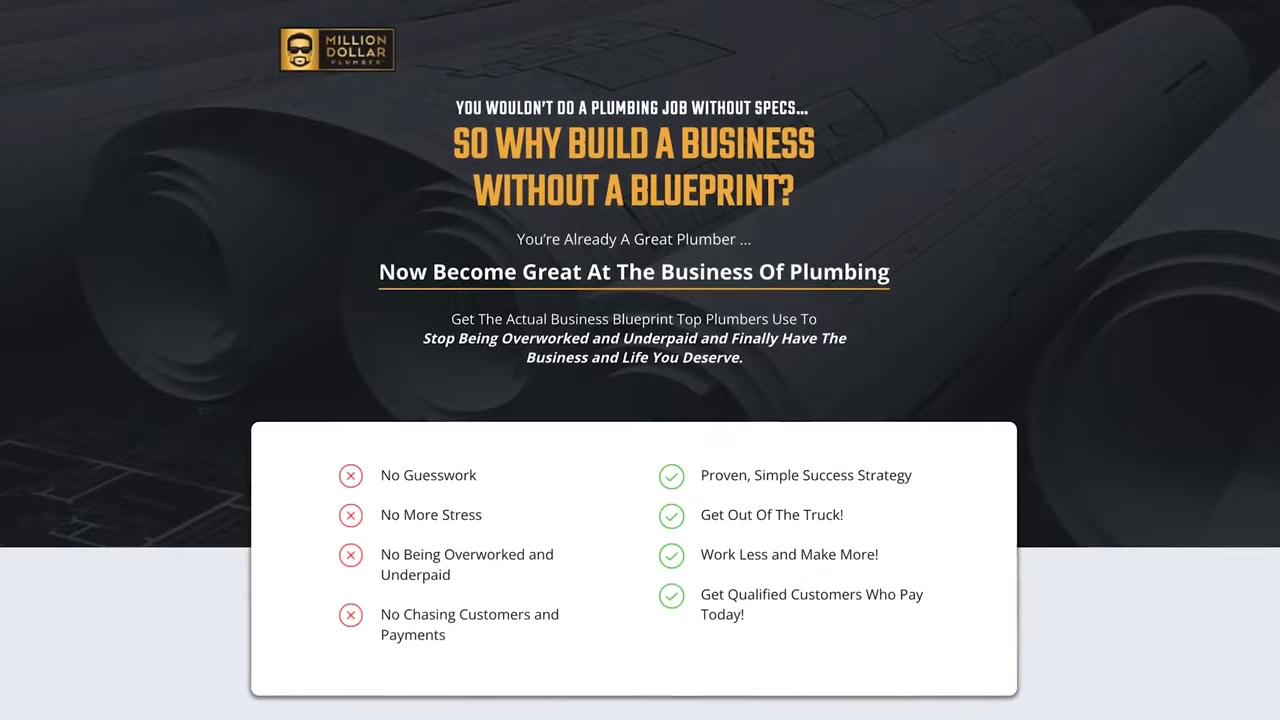 MILLION
DOLLAR
PLUMBER
YOU WOULDN'T DO A PLUMBING JOB WITHOUT SPECS...
SO WHY BUILD A BUSINESS
WITHOUT A BLUEPRINT?
You're Already A Great Plumber ...
Now Become Great At The Business Of Plumbing
Get The Actual Business Blueprint Top Plumbers Use To
Stop Being Overworked and Underpaid and Finally Have The
Business and Life You Deserve.
No Guesswork
No More Stress
No Being Overworked and
Underpaid
No Chasing Customers and
Payments
Proven, Simple Success Strategy
Get Out Of The Truck!
Work Less and Make More!
Get Qualified Customers Who Pay
Today!